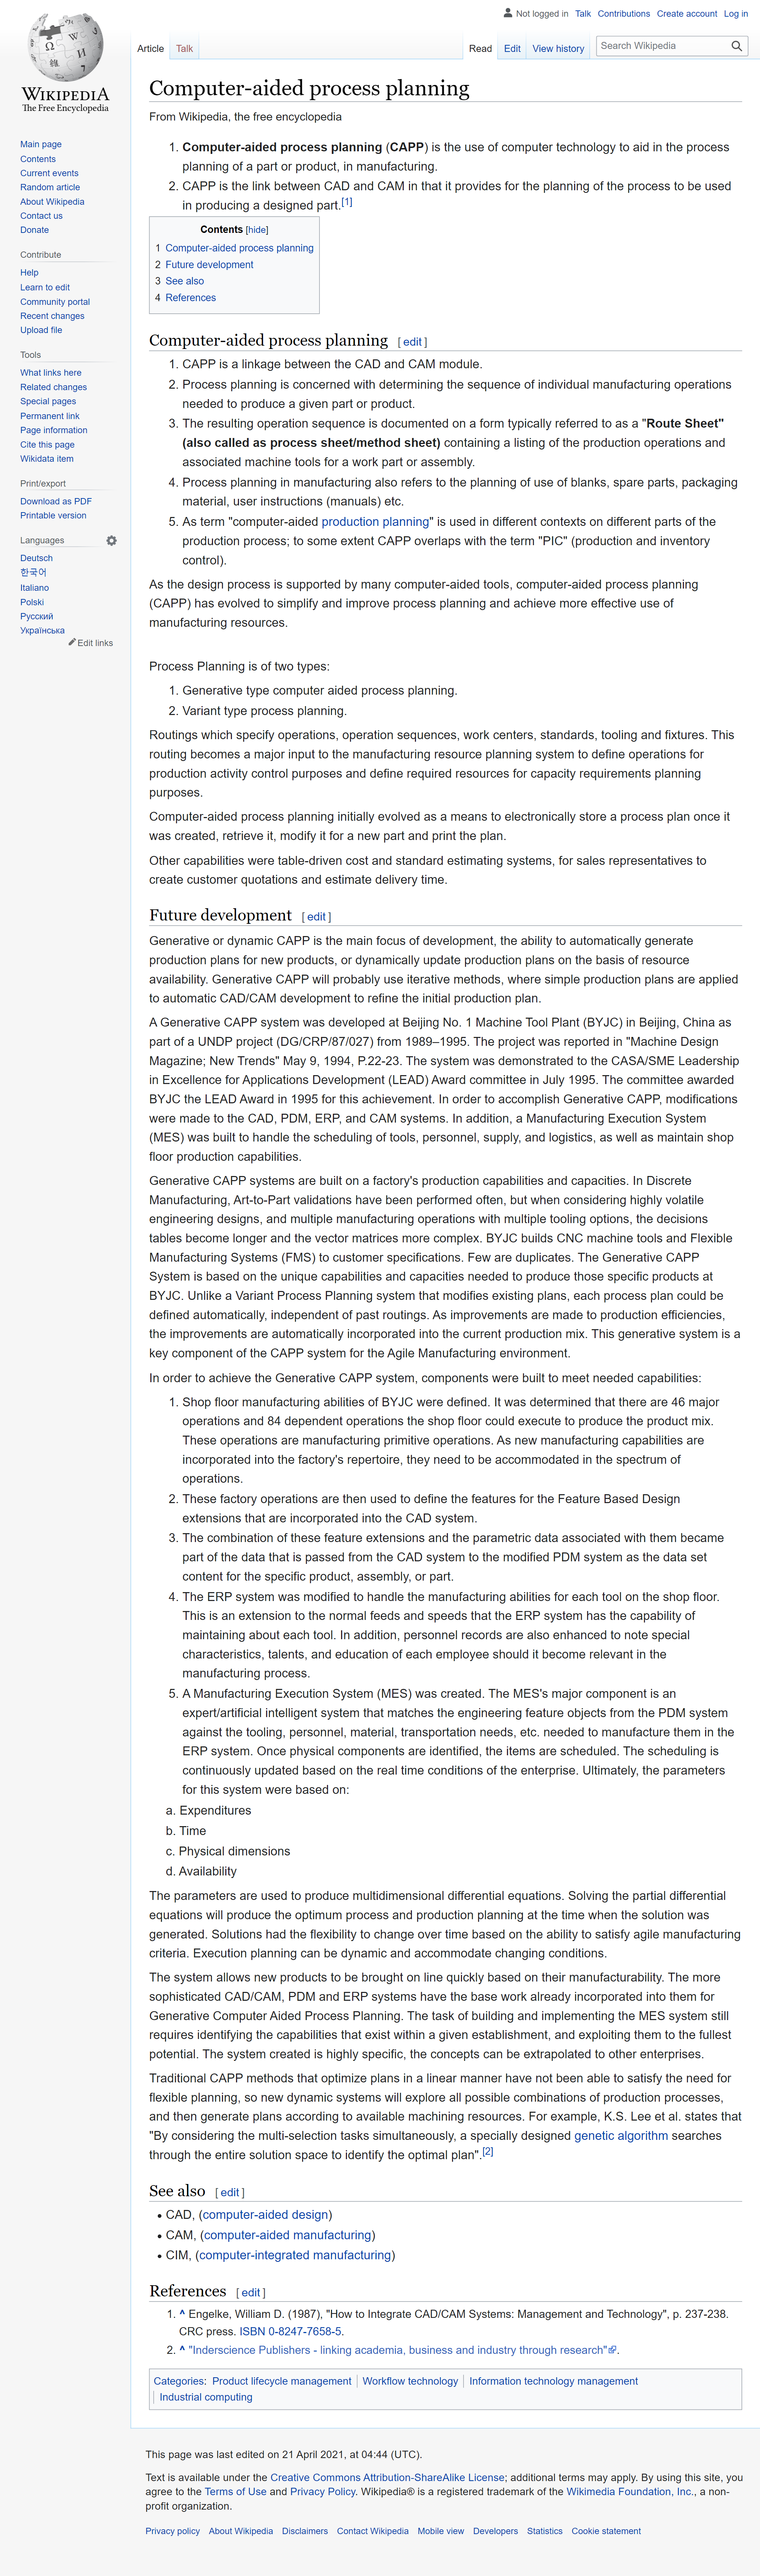 Not logged in Talk Contributions Create account Log in
Article Talk Read Edit View history Search Wikipedia
WIKIPEDIA
The Free Encyclopedia
Main page
Contents
Current events
Random article
About Wikipedia
Contact us
Donate
Contribute
Help
Learn to edit
Community portal
Recent changes
Upload file
Tools
What links here
Related changes
Special pages
Permanent link
Page information
Cite this page
Wikidata item
Print/export
Download as PDF
Printable version
Languages
Deutsch
한국어
Italiano
Polski
Русский
Українська
Edit links
Computer-aided process planning
From Wikipedia, the free encyclopedia
1. Computer-aided process planning (CAPP) is the use of computer technology to aid in the process
planning of a part or product, in manufacturing.
2. CAPP is the link between CAD and CAM in that it provides for the planning of the process to be used
in producing a designed part.[1]
Contents [hide]
1 Computer-aided process planning
2 Future development
3 See also
4 References
Computer-aided process planning [ edit ]
1. CAPP is a linkage between the CAD and CAM module.
2. Process planning is concerned with determining the sequence of individual manufacturing operations
needed to produce a given part or product.
3. The resulting operation sequence is documented on a form typically referred to as a "Route Sheet"
(also called as process sheet/method sheet) containing a listing of the production operations and
associated machine tools for a work part or assembly.
4. Process planning in manufacturing also refers to the planning of use of blanks, spare parts, packaging
material, user instructions (manuals) etc.
5. As term "computer-aided production planning" is used in different contexts on different parts of the
production process; to some extent CAPP overlaps with the term "PIC" (production and inventory
control).
As the design process is supported by many computer-aided tools, computer-aided process planning
(CAPP) has evolved to simplify and improve process planning and achieve more effective use of
manufacturing resources.
Process Planning is of two types:
1. Generative type computer aided process planning.
2. Variant type process planning.
Routings which specify operations, operation sequences, work centers, standards, tooling and fixtures. This
routing becomes a major input to the manufacturing resource planning system to define operations for
production activity control purposes and define required resources for capacity requirements planning
purposes.
Computer-aided process planning initially evolved as a means to electronically store a process plan once it
was created, retrieve it, modify it for a new part and print the plan.
Other capabilities were table-driven cost and standard estimating systems, for sales representatives to
create customer quotations and estimate delivery time.
Future development [ edit ]
Generative or dynamic CAPP is the main focus of development, the ability to automatically generate
production plans for new products, or dynamically update production plans on the basis of resource
availability. Generative CAPP will probably use iterative methods, where simple production plans are applied
to automatic CAD/CAM development to refine the initial production plan.
A Generative CAPP system was developed at Beijing No. 1 Machine Tool Plant (BYJC) in Beijing, China as
part of a UNDP project (DG/CRP/87/027) from 1989–1995. The project was reported in "Machine Design
Magazine; New Trends" May 9, 1994, P.22-23. The system was demonstrated to the CASA/SME Leadership
in Excellence for Applications Development (LEAD) Award committee in July 1995. The committee awarded
BYJC the LEAD Award in 1995 for this achievement. In order to accomplish Generative CAPP, modifications
were made to the CAD, PDM, ERP, and CAM systems. In addition, a Manufacturing Execution System
(MES) was built to handle the scheduling of tools, personnel, supply, and logistics, as well as maintain shop
floor production capabilities.
Generative CAPP systems are built on a factory's production capabilities and capacities. In Discrete
Manufacturing, Art-to-Part validations have been performed often, but when considering highly volatile
engineering designs, and multiple manufacturing operations with multiple tooling options, the decisions
tables become longer and the vector matrices more complex. BYJC builds CNC machine tools and Flexible
Manufacturing Systems (FMS) to customer specifications. Few are duplicates. The Generative CAPP
System is based on the unique capabilities and capacities needed to produce those specific products at
BYJC. Unlike a Variant Process Planning system that modifies existing plans, each process plan could be
defined automatically, independent of past routings. As improvements are made to production efficiencies,
the improvements are automatically incorporated into the current production mix. This generative system is a
key component of the CAPP system for the Agile Manufacturing environment.
In order to achieve the Generative CAPP system, components were built to meet needed capabilities:
1. Shop floor manufacturing abilities of BYJC were defined. It was determined that there are 46 major
operations and 84 dependent operations the shop floor could execute to produce the product mix.
These operations are manufacturing primitive operations. As new manufacturing capabilities are
incorporated into the factory's repertoire, they need to be accommodated in the spectrum of
operations.
2. These factory operations are then used to define the features for the Feature Based Design
extensions that are incorporated into the CAD system.
3. The combination of these feature extensions and the parametric data associated with them became
part of the data that is passed from the CAD system to the modified PDM system as the data set
content for the specific product, assembly, or part.
4. The ERP system was modified to handle the manufacturing abilities for each tool on the shop floor.
This is an extension to the normal feeds and speeds that the ERP system has the capability of
maintaining about each tool. In addition, personnel records are also enhanced to note special
characteristics, talents, and education of each employee should it become relevant in the
manufacturing process.
5. A Manufacturing Execution System (MES) was created. The MES's major component is an
expert/artificial intelligent system that matches the engineering feature objects from the PDM system
against the tooling, personnel, material, transportation needs, etc. needed to manufacture them in the
ERP system. Once physical components are identified, the items are scheduled. The scheduling is
continuously updated based on the real time conditions of the enterprise. Ultimately, the parameters
for this system were based on:
a. Expenditures
b. Time
c. Physical dimensions
d. Availability
The parameters are used to produce multidimensional differential equations. Solving the partial differential
equations will produce the optimum process and production planning at the time when the solution was
generated. Solutions had the flexibility to change over time based on the ability to satisfy agile manufacturing
criteria. Execution planning can be dynamic and accommodate changing conditions.
The system allows new products to be brought on line quickly based on their manufacturability. The more
sophisticated CAD/CAM, PDM and ERP systems have the base work already incorporated into them for
Generative Computer Aided Process Planning. The task of building and implementing the MES system still
requires identifying the capabilities that exist within a given establishment, and exploiting them to the fullest
potential. The system created is highly specific, the concepts can be extrapolated to other enterprises.
Traditional CAPP methods that optimize plans in a linear manner have not been able to satisfy the need for
flexible planning, so new dynamic systems will explore all possible combinations of production processes,
and then generate plans according to available machining resources. For example, K.S. Lee et al. states that
"By considering the multi-selection tasks simultaneously, a specially designed genetic algorithm searches
through the entire solution space to identify the optimal plan".[2]
See also [ edit ]
• CAD, (computer-aided design)
• CAM, (computer-aided manufacturing)
• CIM, (computer-integrated manufacturing)
References [ edit ]
1. ^ Engelke, William D. (1987), "How to Integrate CAD/CAM Systems: Management and Technology", p. 237-238.
CRC press. ISBN 0-8247-7658-5.
2. ^ "Inderscience Publishers - linking academia, business and industry through research".
Categories: Product lifecycle management Workflow technology Information technology management
Industrial computing
This page was last edited on 21 April 2021, at 04:44 (UTC).
Text is available under the Creative Commons Attribution-ShareAlike License; additional terms may apply. By using this site, you
agree to the Terms of Use and Privacy Policy. Wikipedia® is a registered trademark of the Wikimedia Foundation, Inc., a non-
profit organization.
Privacy policy About Wikipedia Disclaimers Contact Wikipedia Mobile view Developers Statistics Cookie statement